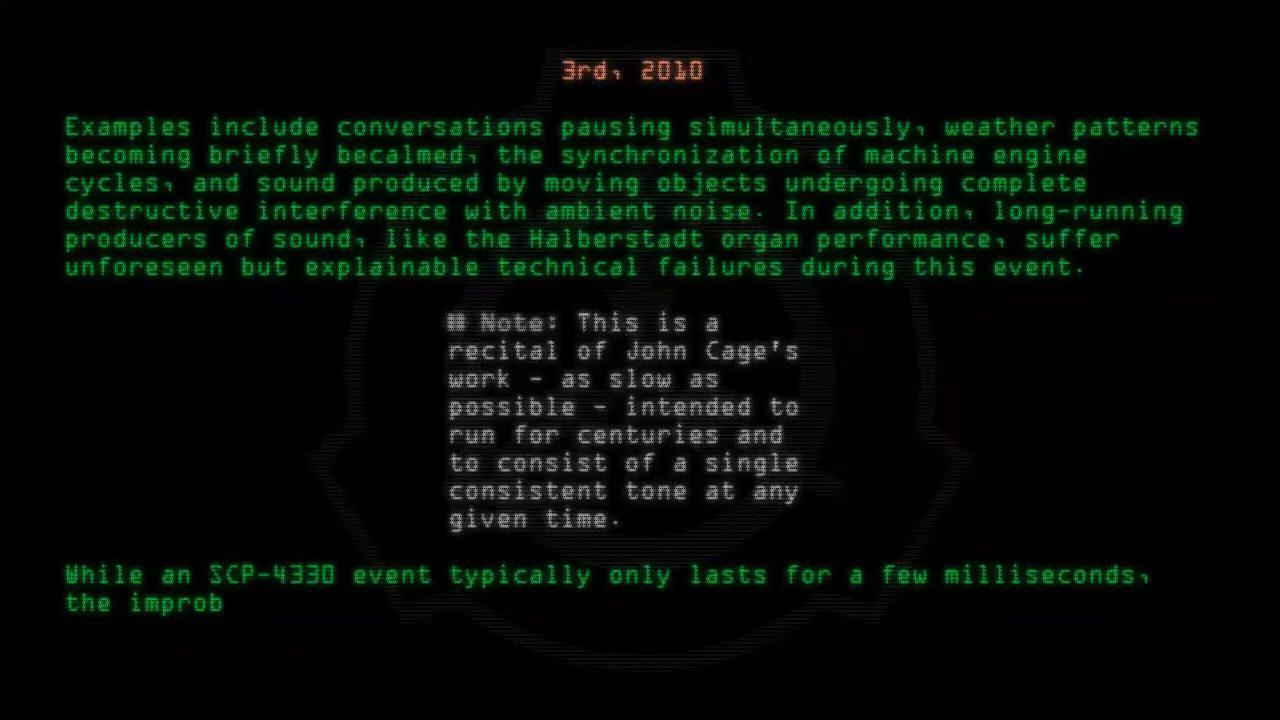 3rd, 2010
Examples include conversations pausing simultaneously, weather patterns
becoming briefly becalmed, the synchronization of machine engine
cycles, and sound produced by moving objects undergoing complete
destructive interference with ambient noise. In addition, long-running
producers of sound, like the Halberstadt organ performance, suffer
unforeseen but explainable technical failures during this event.
# Note: This is a
recital of John Cage's
work - as slow as
possible - intended to
run for centuries and
to consist of a single
consistent tone at any
given time.
While an SCP-4330 event typically only lasts for a few milliseconds,
the improb